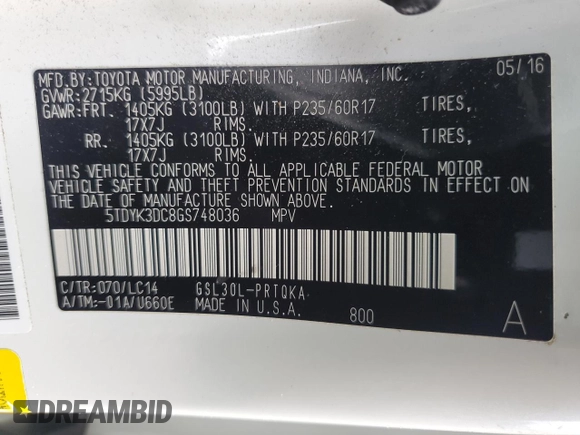 MFD.BY:TOYOTA MOTOR MANUFACTURING, INDIANA, INC. 05/16
GVWR:2715KG (5995LB)
GAWR:FRT. 1405KG (3100LB) WITH P235/60R17 TIRES,
17X7J RIMS.
RR. 1405KG (3100LB) WITH P235/60R17 TIRES,
17X7J RIMS.
THIS VEHICLE CONFORMS TO ALL APPLICABLE FEDERAL MOTOR
VEHICLE SAFETY AND THEFT PREVENTION STANDARDS IN EFFECT ON
THE DATE OF MANUFACTURE SHOWN ABOVE.
5TDYK3DC8GS748036 MPV
C/TR:070/LC14 GSL30L-PRTQKA
A/TM:-01A/U660E MADE IN U.S.A. 800 A
DREAMBID